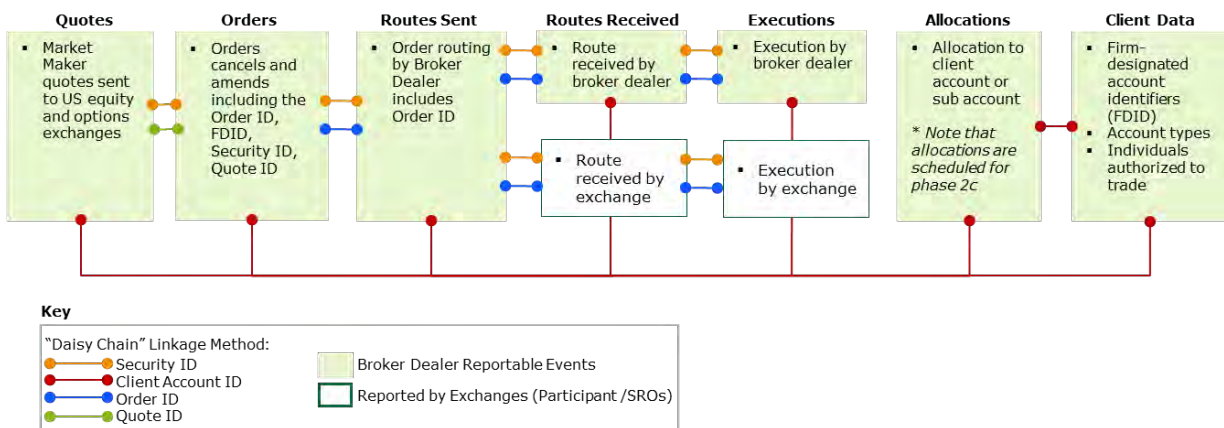 Quotes
▪ Market
Maker
quotes sent
to US equity
and options
exchanges
Orders
▪ Orders
cancels and
amends
including the
Order ID,
FDID,
Security ID,
Quote ID
Routes Sent
▪ Order routing
by Broker
Dealer
includes
Order ID
Routes Received
▪ Route
received by
broker dealer
▪ Route
received by
exchange
Executions
▪ Execution by
broker dealer
▪ Execution
by exchange
Allocations
▪ Allocation to
client
account or
sub account
* Note that
allocations are
scheduled for
phase 2c
Client Data
▪ Firm-
designated
account
identifiers
(FDID)
▪ Account types
▪ Individuals
authorized to
trade
Key
"Daisy Chain" Linkage Method:
Security ID
Client Account ID
Order ID
Quote ID
Broker Dealer Reportable Events
Reported by Exchanges (Participant /SROs)